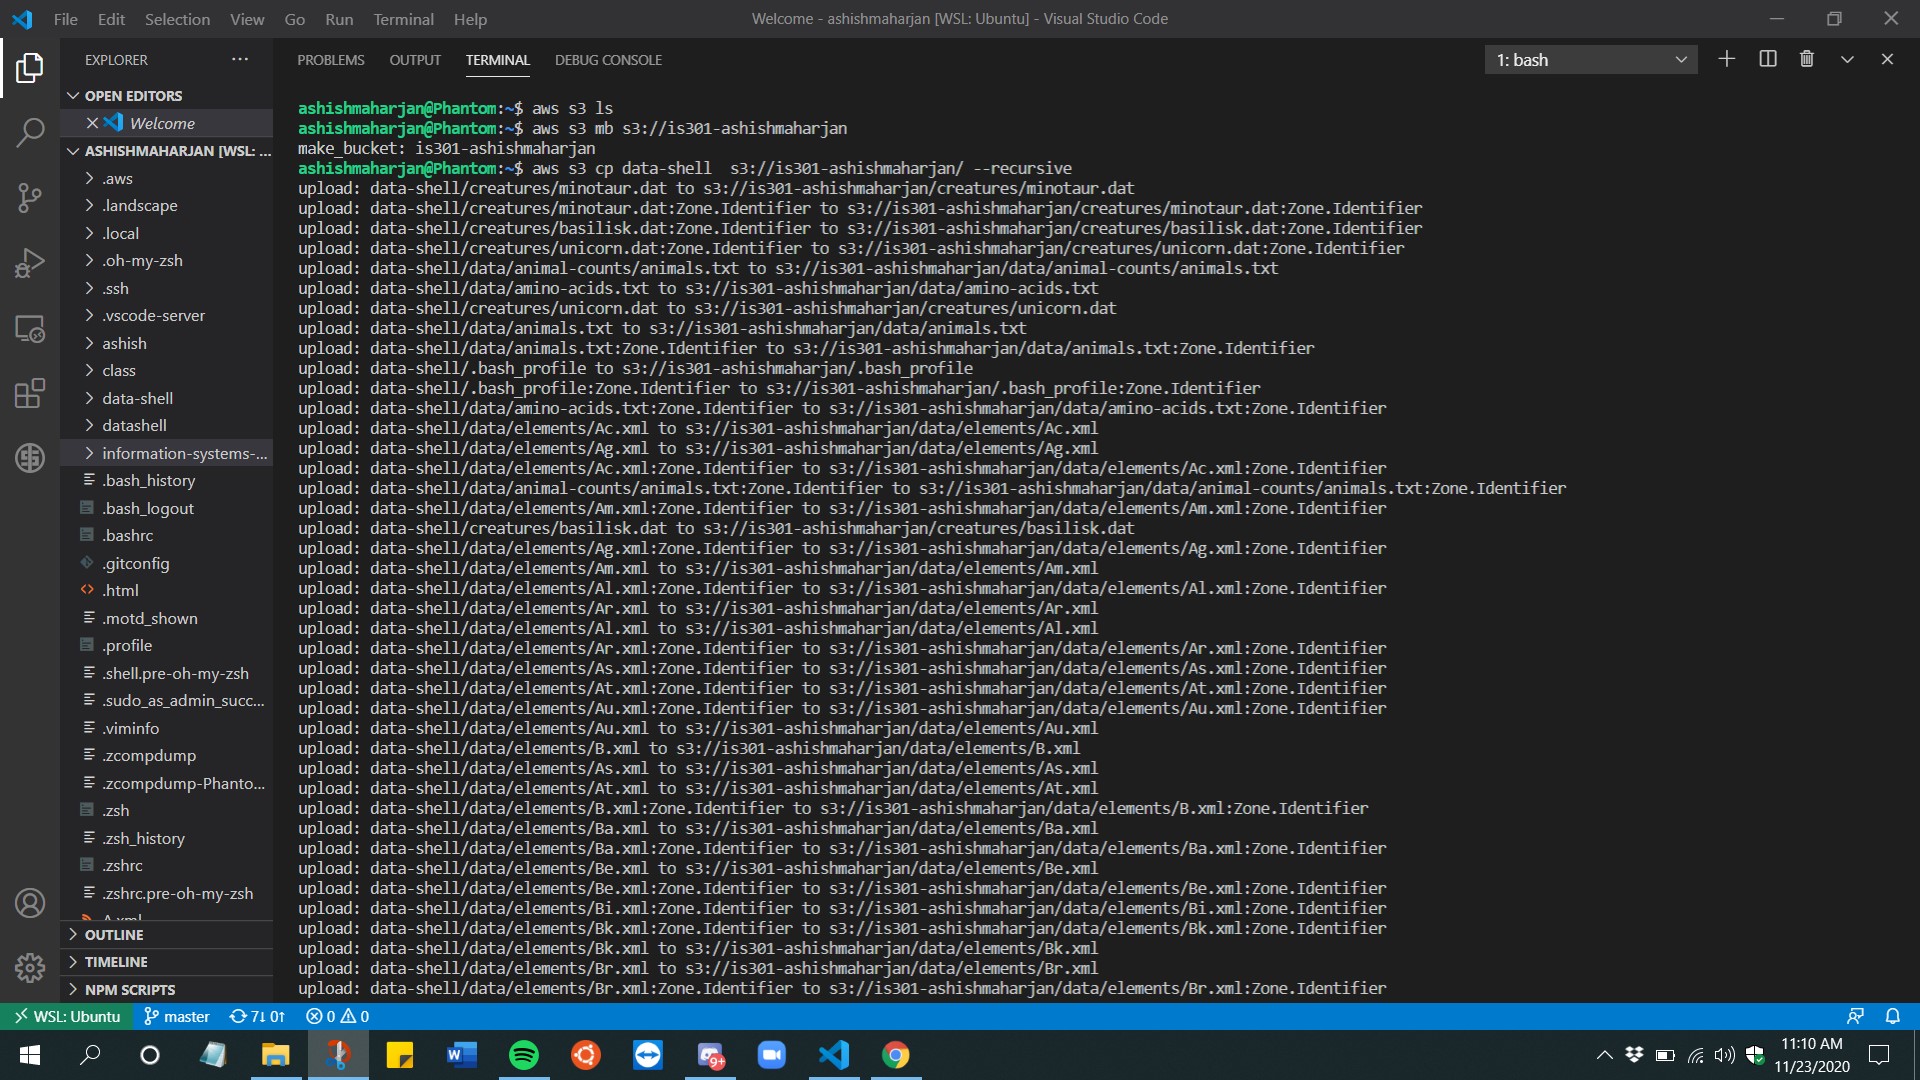 File Edit Selection View Go Run Terminal Help
Welcome - ashishmaharjan [WSL: Ubuntu] - Visual Studio Code
EXPLORER ···
OPEN EDITORS
Welcome
ASHISHMAHARJAN [WSL: ...
.aws
.landscape
.local
.oh-my-zsh
.ssh
.vscode-server
ashish
class
data-shell
datashell
information-systems-...
.bash_history
.bash_logout
.bashrc
.gitconfig
.html
.motd_shown
.profile
.shell.pre-oh-my-zsh
.sudo_as_admin_succ...
.viminfo
.zcompdump
.zcompdump-Phanto...
.zsh
.zsh_history
.zshrc
.zshrc.pre-oh-my-zsh
A.xml
OUTLINE
TIMELINE
NPM SCRIPTS
PROBLEMS OUTPUT TERMINAL DEBUG CONSOLE
1: bash
ashishmaharjan@Phantom:~$ aws s3 ls
ashishmaharjan@Phantom:~$ aws s3 mb s3://is301-ashishmaharjan
make_bucket: is301-ashishmaharjan
ashishmaharjan@Phantom:~$ aws s3 cp data-shell  s3://is301-ashishmaharjan/ --recursive
upload: data-shell/creatures/minotaur.dat to s3://is301-ashishmaharjan/creatures/minotaur.dat
upload: data-shell/creatures/minotaur.dat:Zone.Identifier to s3://is301-ashishmaharjan/creatures/minotaur.dat:Zone.Identifier
upload: data-shell/creatures/basilisk.dat:Zone.Identifier to s3://is301-ashishmaharjan/creatures/basilisk.dat:Zone.Identifier
upload: data-shell/creatures/unicorn.dat:Zone.Identifier to s3://is301-ashishmaharjan/creatures/unicorn.dat:Zone.Identifier
upload: data-shell/data/animal-counts/animals.txt to s3://is301-ashishmaharjan/data/animal-counts/animals.txt
upload: data-shell/data/amino-acids.txt to s3://is301-ashishmaharjan/data/amino-acids.txt
upload: data-shell/creatures/unicorn.dat to s3://is301-ashishmaharjan/creatures/unicorn.dat
upload: data-shell/data/animals.txt to s3://is301-ashishmaharjan/data/animals.txt
upload: data-shell/data/animals.txt:Zone.Identifier to s3://is301-ashishmaharjan/data/animals.txt:Zone.Identifier
upload: data-shell/.bash_profile to s3://is301-ashishmaharjan/.bash_profile
upload: data-shell/.bash_profile:Zone.Identifier to s3://is301-ashishmaharjan/.bash_profile:Zone.Identifier
upload: data-shell/data/amino-acids.txt:Zone.Identifier to s3://is301-ashishmaharjan/data/amino-acids.txt:Zone.Identifier
upload: data-shell/data/elements/Ac.xml to s3://is301-ashishmaharjan/data/elements/Ac.xml
upload: data-shell/data/elements/Ag.xml to s3://is301-ashishmaharjan/data/elements/Ag.xml
upload: data-shell/data/elements/Ac.xml:Zone.Identifier to s3://is301-ashishmaharjan/data/elements/Ac.xml:Zone.Identifier
upload: data-shell/data/animal-counts/animals.txt:Zone.Identifier to s3://is301-ashishmaharjan/data/animal-counts/animals.txt:Zone.Identifier
upload: data-shell/data/elements/Am.xml:Zone.Identifier to s3://is301-ashishmaharjan/data/elements/Am.xml:Zone.Identifier
upload: data-shell/creatures/basilisk.dat to s3://is301-ashishmaharjan/creatures/basilisk.dat
upload: data-shell/data/elements/Ag.xml:Zone.Identifier to s3://is301-ashishmaharjan/data/elements/Ag.xml:Zone.Identifier
upload: data-shell/data/elements/Am.xml to s3://is301-ashishmaharjan/data/elements/Am.xml
upload: data-shell/data/elements/Al.xml:Zone.Identifier to s3://is301-ashishmaharjan/data/elements/Al.xml:Zone.Identifier
upload: data-shell/data/elements/Ar.xml to s3://is301-ashishmaharjan/data/elements/Ar.xml
upload: data-shell/data/elements/Al.xml to s3://is301-ashishmaharjan/data/elements/Al.xml
upload: data-shell/data/elements/Ar.xml:Zone.Identifier to s3://is301-ashishmaharjan/data/elements/Ar.xml:Zone.Identifier
upload: data-shell/data/elements/As.xml:Zone.Identifier to s3://is301-ashishmaharjan/data/elements/As.xml:Zone.Identifier
upload: data-shell/data/elements/At.xml:Zone.Identifier to s3://is301-ashishmaharjan/data/elements/At.xml:Zone.Identifier
upload: data-shell/data/elements/Au.xml:Zone.Identifier to s3://is301-ashishmaharjan/data/elements/Au.xml:Zone.Identifier
upload: data-shell/data/elements/Au.xml to s3://is301-ashishmaharjan/data/elements/Au.xml
upload: data-shell/data/elements/B.xml to s3://is301-ashishmaharjan/data/elements/B.xml
upload: data-shell/data/elements/As.xml to s3://is301-ashishmaharjan/data/elements/As.xml
upload: data-shell/data/elements/At.xml to s3://is301-ashishmaharjan/data/elements/At.xml
upload: data-shell/data/elements/B.xml:Zone.Identifier to s3://is301-ashishmaharjan/data/elements/B.xml:Zone.Identifier
upload: data-shell/data/elements/Ba.xml to s3://is301-ashishmaharjan/data/elements/Ba.xml
upload: data-shell/data/elements/Ba.xml:Zone.Identifier to s3://is301-ashishmaharjan/data/elements/Ba.xml:Zone.Identifier
upload: data-shell/data/elements/Be.xml to s3://is301-ashishmaharjan/data/elements/Be.xml
upload: data-shell/data/elements/Be.xml:Zone.Identifier to s3://is301-ashishmaharjan/data/elements/Be.xml:Zone.Identifier
upload: data-shell/data/elements/Bi.xml:Zone.Identifier to s3://is301-ashishmaharjan/data/elements/Bi.xml:Zone.Identifier
upload: data-shell/data/elements/Bk.xml:Zone.Identifier to s3://is301-ashishmaharjan/data/elements/Bk.xml:Zone.Identifier
upload: data-shell/data/elements/Bk.xml to s3://is301-ashishmaharjan/data/elements/Bk.xml
upload: data-shell/data/elements/Br.xml to s3://is301-ashishmaharjan/data/elements/Br.xml
upload: data-shell/data/elements/Br.xml:Zone.Identifier to s3://is301-ashishmaharjan/data/elements/Br.xml:Zone.Identifier
WSL: Ubuntu master 7↓ 0↑ 0 0
9+
11:10 AM
11/23/2020